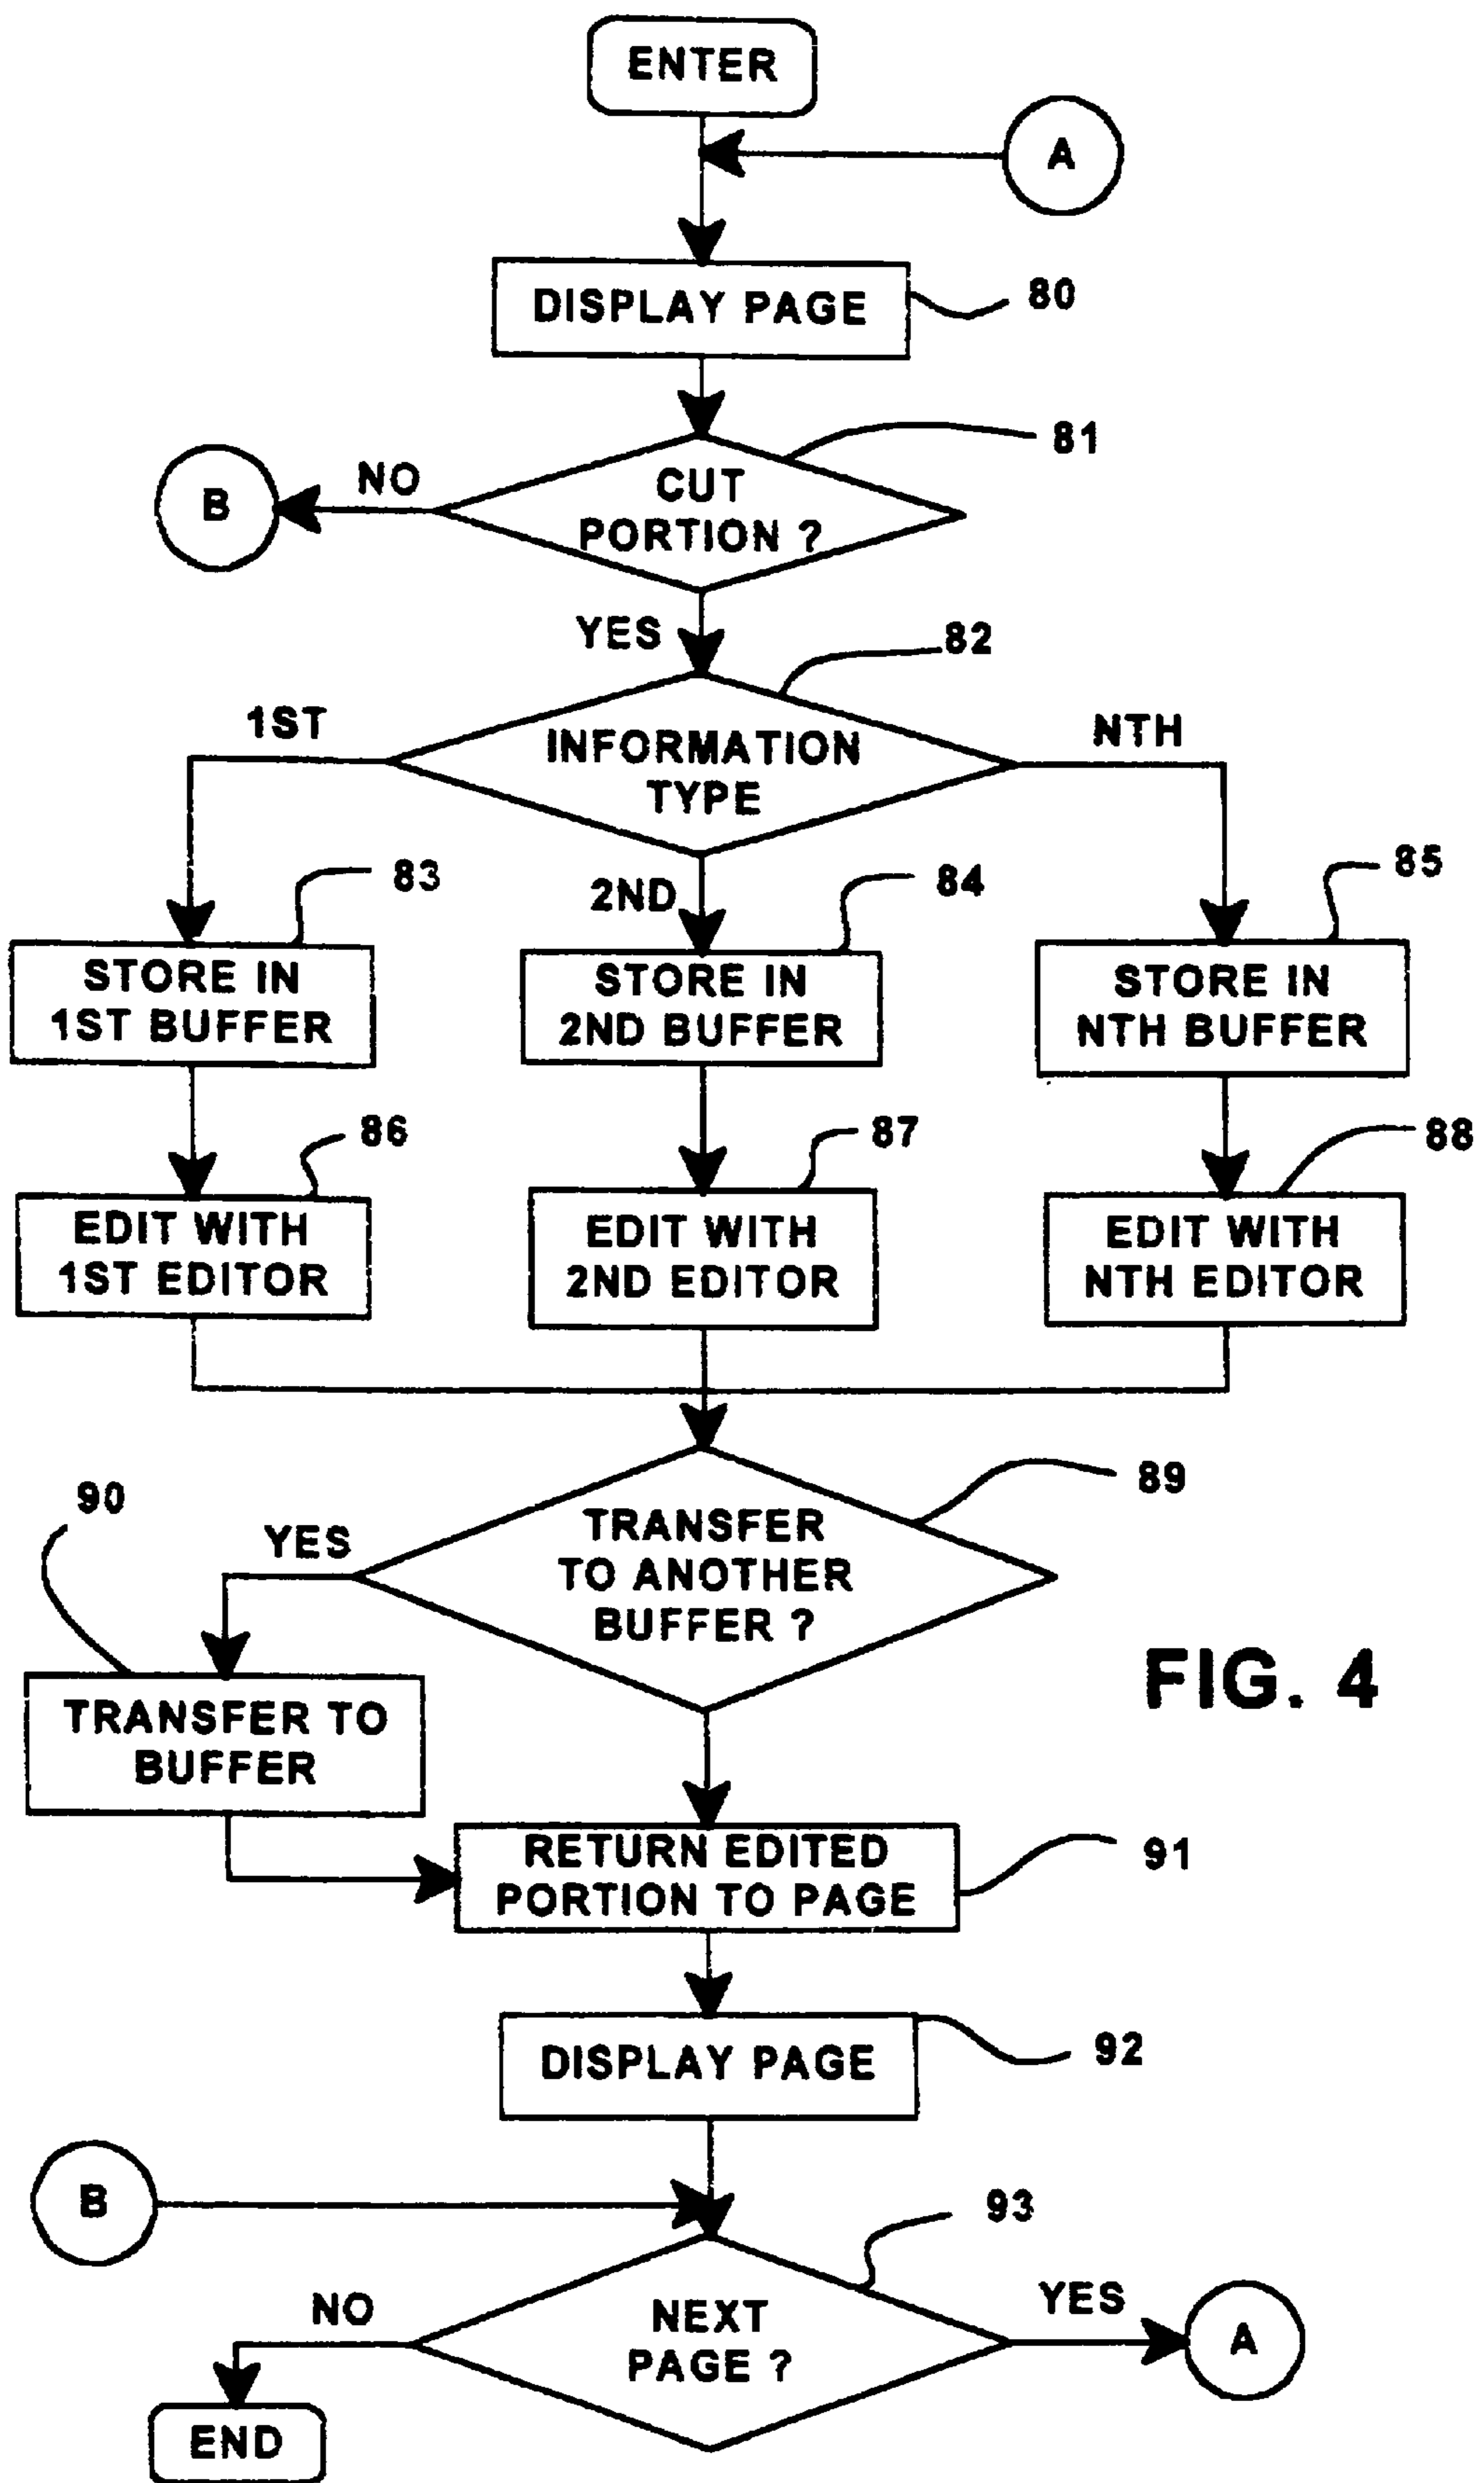 ENTER
A
DISPLAY PAGE
80
81
NO
B
CUT
PORTION ?
YES
82
1ST
INFORMATION
TYPE
NTH
83
2ND
84
85
STORE IN
1ST BUFFER
STORE IN
2ND BUFFER
STORE IN
NTH BUFFER
86
87
88
EDIT WITH
1ST EDITOR
EDIT WITH
2ND EDITOR
EDIT WITH
NTH EDITOR
89
90
YES
TRANSFER
TO ANOTHER
BUFFER ?
FIG. 4
TRANSFER TO
BUFFER
RETURN EDITED
PORTION TO PAGE
91
DISPLAY PAGE
92
B
93
NO
NEXT
PAGE ?
YES
A
END